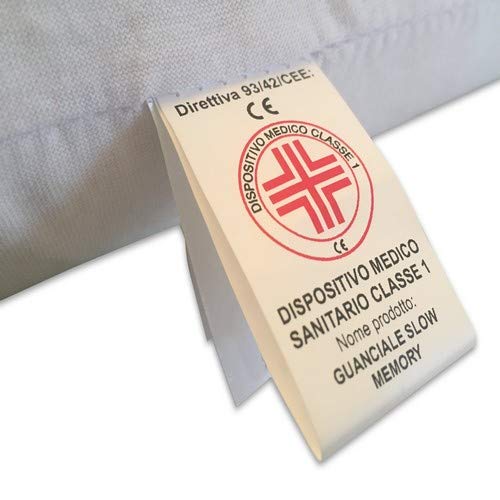 Direttiva 93/42/CEE:
CE
DISPOSITIVO MEDICO CLASSE 1
CE
DISPOSITIVO MEDICO
SANITARIO CLASSE 1
Nome prodotto:
GUANCIALE SLOW
MEMORY